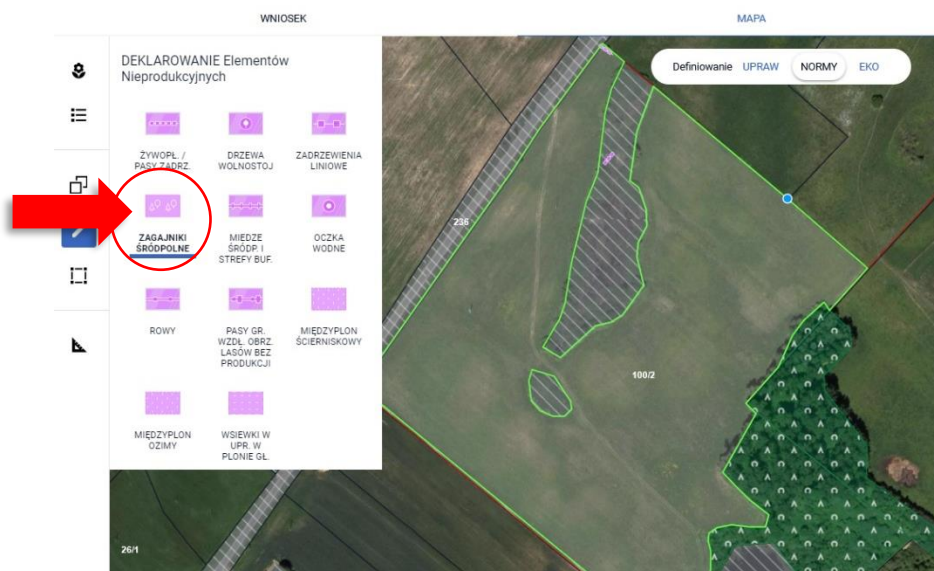 WNIOSEK
MAPA
DEKLAROWANIE Elementów
Nieprodukcyjnych
Definiowanie UPRAW NORMY EKO
ŻYWOPŁ. /
PASY ZADRZ.
DRZEWA
WOLNOSTOJ
ZADRZEWIENIA
LINIOWE
ZAGAJNIKI
ŚRÓDPOLNE
MIEDZE
ŚRÓDP. I
STREFY BUF.
OCZKA
WODNE
ROWY
PASY GR.
WZDŁ. OBRZ.
LASÓW BEZ
PRODUKCJI
MIĘDZYPLON
ŚCIERNISKOWY
MIĘDZYPLON
OZIMY
WSIEWKI W
UPR. W
PLONIE GŁ.
236
100/2
26/1